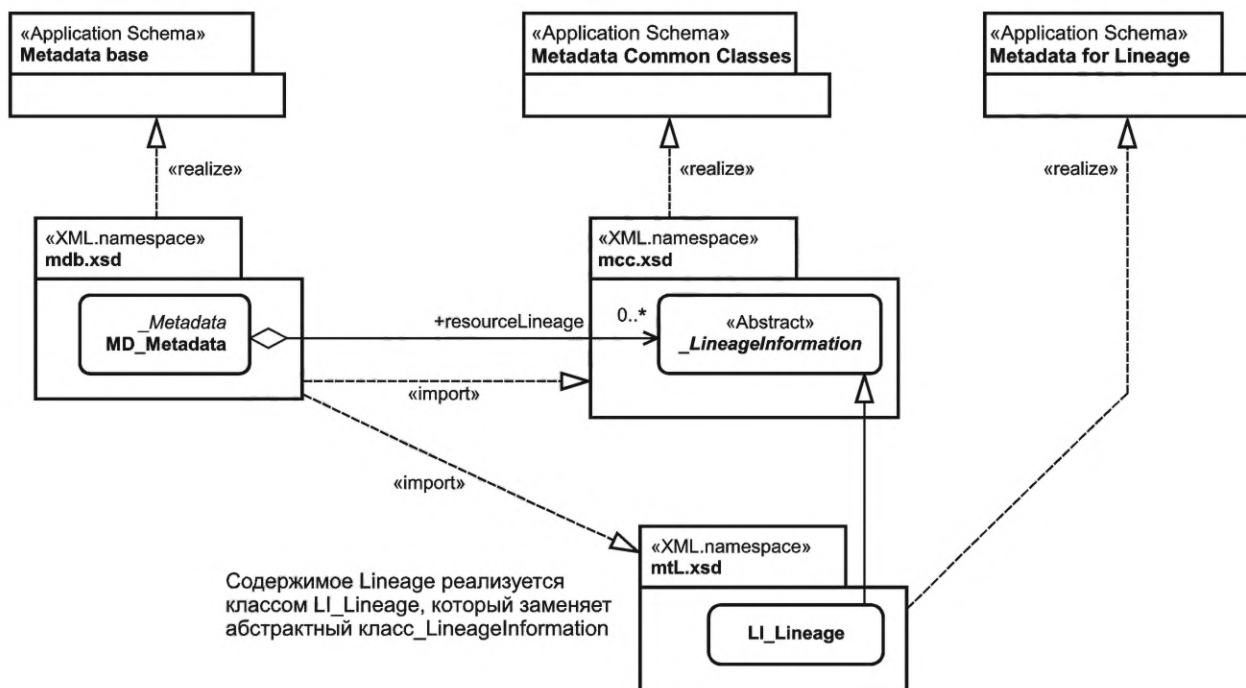 «Application Schema»
Metadata base
«Application Schema»
Metadata Common Classes
«Application Schema»
Metadata for Lineage
«realize»
«realize»
«realize»
«XML.namespace»
mdb.xsd
«XML.namespace»
mcc.xsd
_Metadata
MD_Metadata
+resourceLineage
0..*
«Abstract»
_LineageInformation
«import»
«import»
«XML.namespace»
mtL.xsd
Содержимое Lineage реализуется
классом LI_Lineage, который заменяет
абстрактный класс_LineageInformation
LI_Lineage